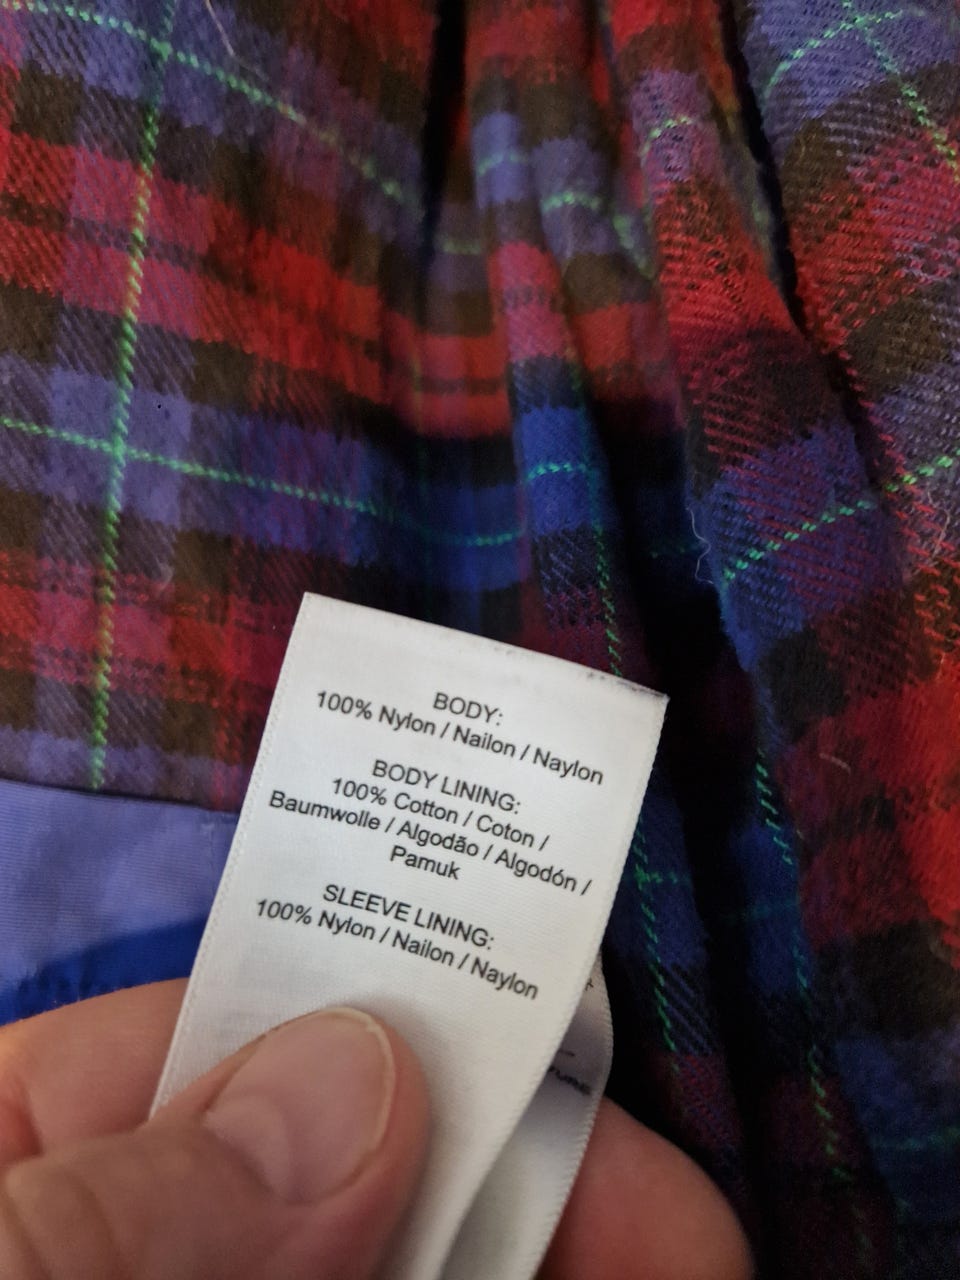 BODY:
100% Nylon / Nailon / Naylon
BODY LINING:
100% Cotton / Coton /
Baumwolle / Algodão / Algodón /
Pamuk
SLEEVE LINING:
100% Nylon / Nailon / Naylon